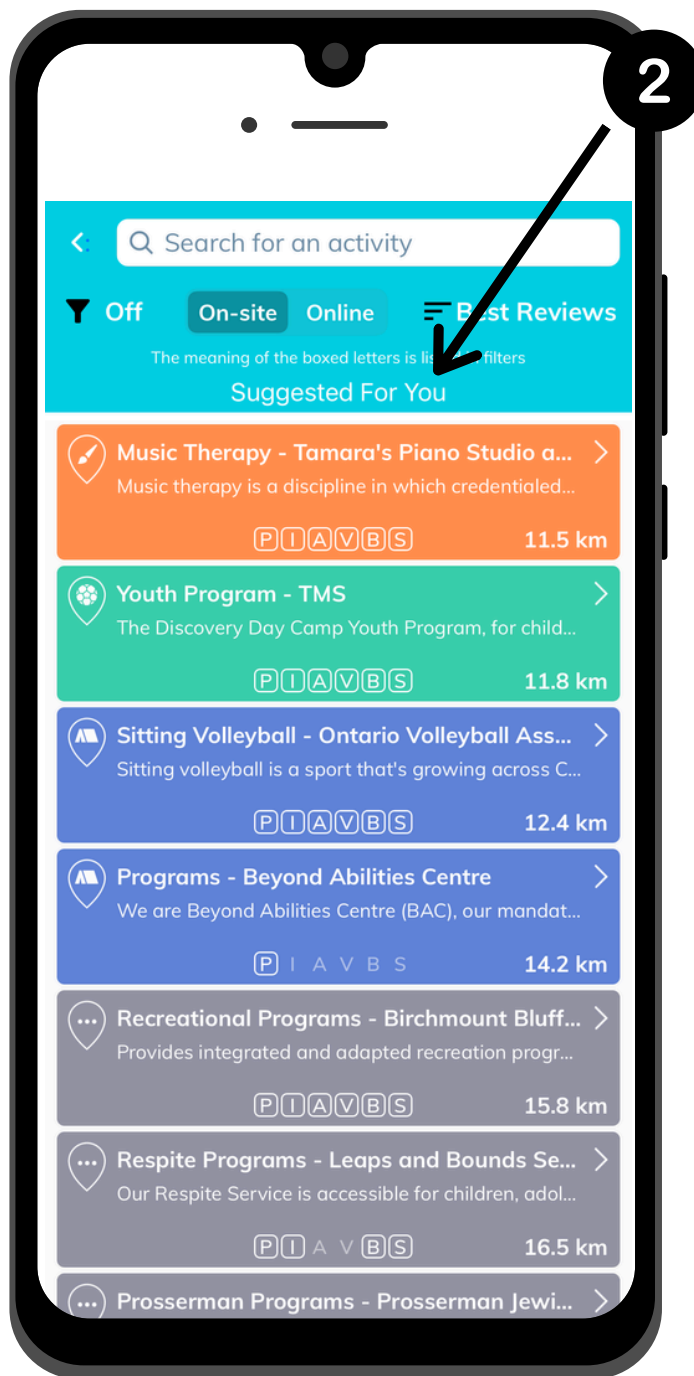 2
Search for an activity
Off On-site Online Best Reviews
The meaning of the boxed letters is filters
Suggested For You
Music Therapy - Tamara's Piano Studio a...
Music therapy is a discipline in which credentialed...
P I A V B S 11.5 km
Youth Program - TMS
The Discovery Day Camp Youth Program, for child...
P I A V B S 11.8 km
Sitting Volleyball - Ontario Volleyball Ass...
Sitting volleyball is a sport that's growing across C...
P I A V B S 12.4 km
Programs - Beyond Abilities Centre
We are Beyond Abilities Centre (BAC), our mandat...
P I A V B S 14.2 km
Recreational Programs - Birchmount Bluff...
Provides integrated and adapted recreation progr...
P I A V B S 15.8 km
Respite Programs - Leaps and Bounds Se...
Our Respite Service is accessible for children, adol...
P I A V B S 16.5 km
Prosserman Programs - Prosserman Jewi...